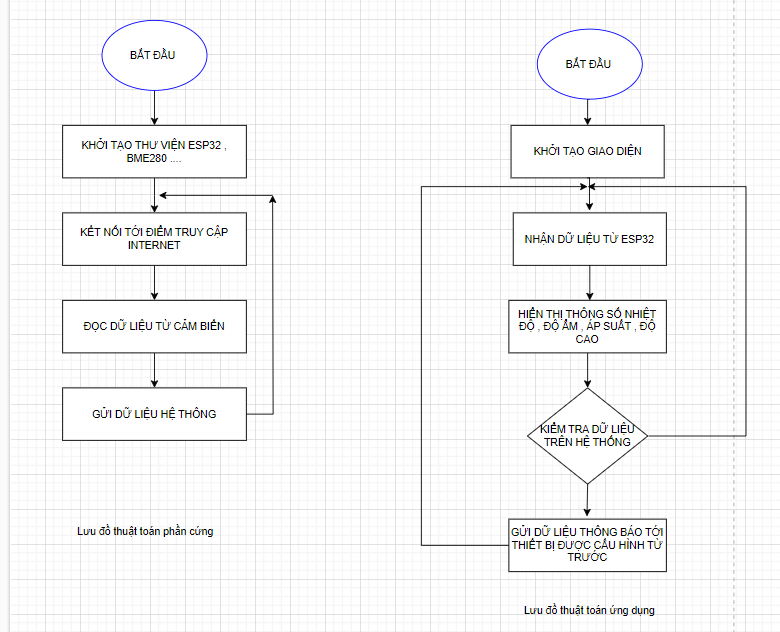 BẮT ĐẦU
KHỞI TẠO THƯ VIỆN ESP32 ,
BME280 ....
KẾT NỐI TỚI ĐIỂM TRUY CẬP
INTERNET
ĐỌC DỮ LIỆU TỪ CẢM BIẾN
GỬI DỮ LIỆU HỆ THỐNG
Lưu đồ thuật toán phần cứng
BẮT ĐẦU
KHỞI TẠO GIAO DIỆN
NHẬN DỮ LIỆU TỪ ESP32
HIỂN THỊ THÔNG SỐ NHIỆT
ĐỘ , ĐỘ ẨM , ÁP SUẤT , ĐỘ
CAO
KIỂM TRA DỮ LIỆU
TRÊN HỆ THỐNG
GỬI DỮ LIỆU THÔNG BÁO TỚI
THIẾT BỊ ĐƯỢC CẤU HÌNH TỪ
TRƯỚC
Lưu đồ thuật toán ứng dụng